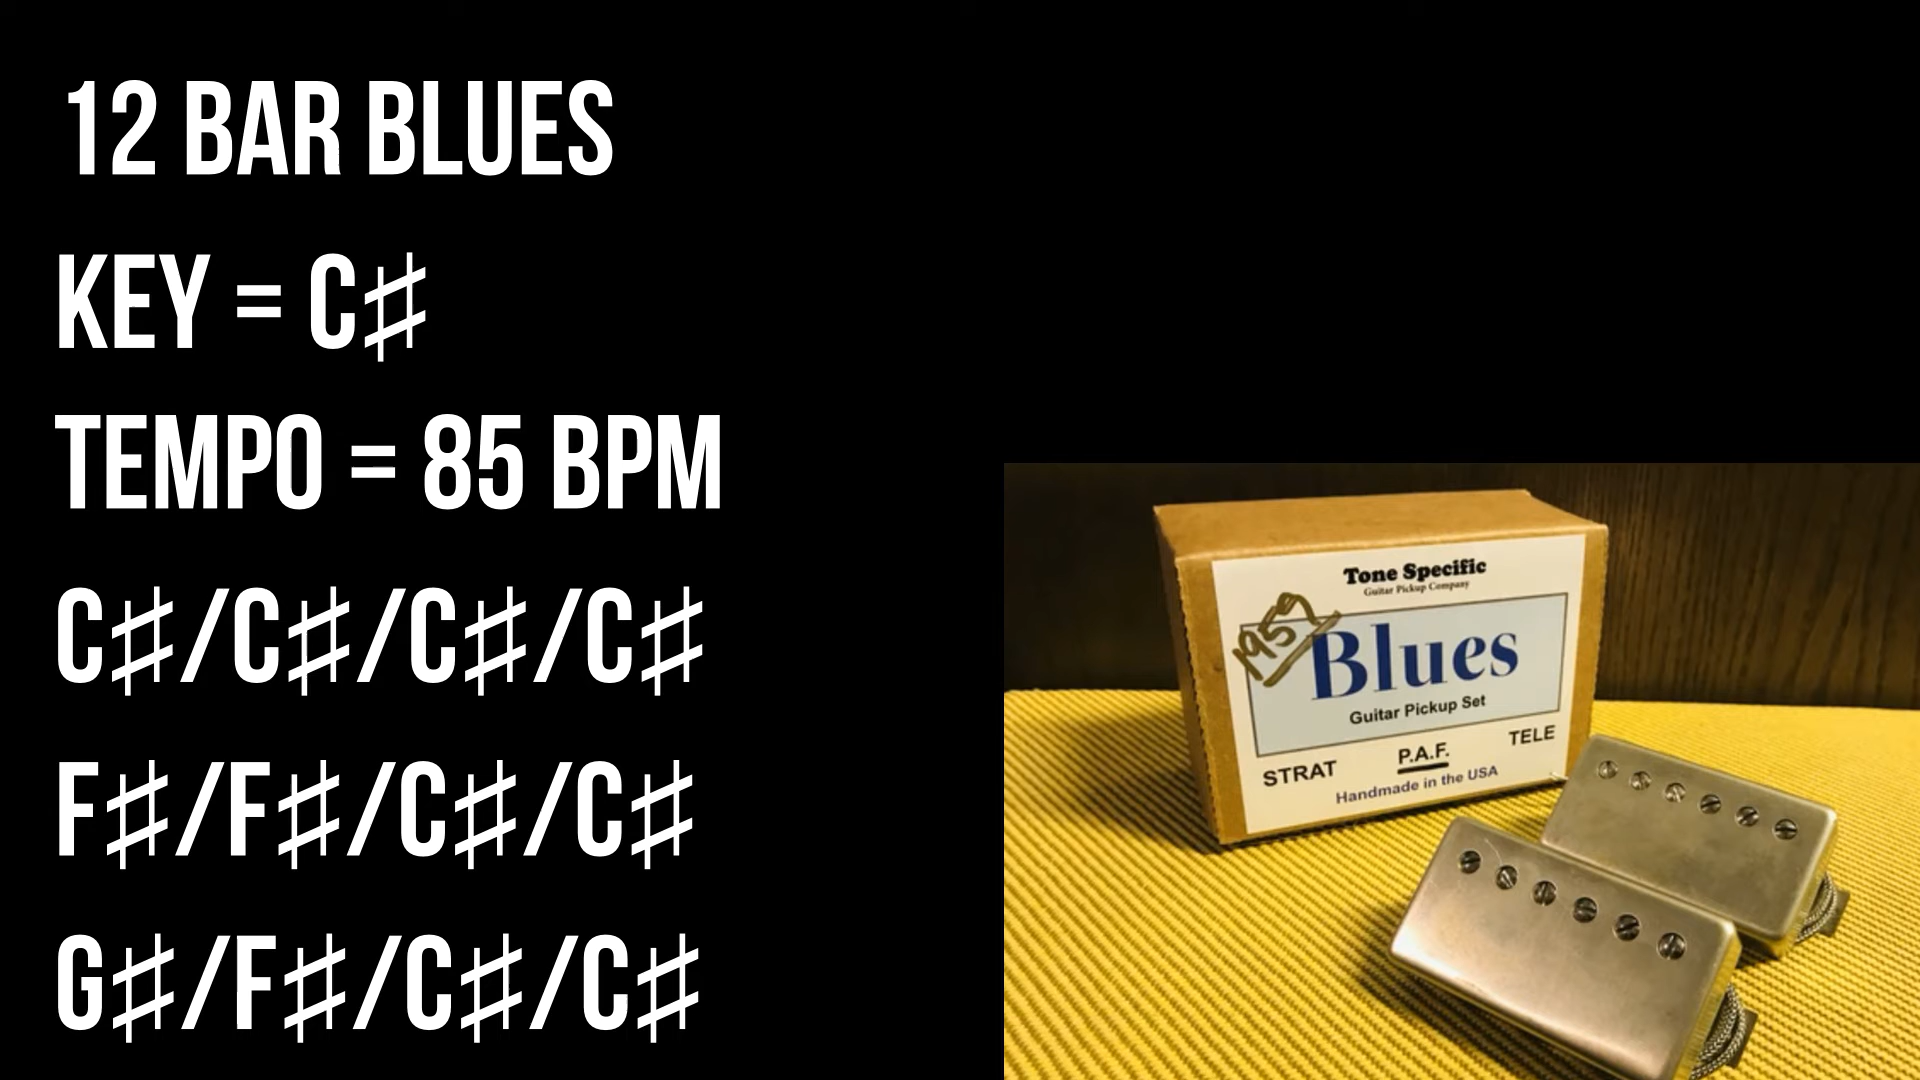 12 BAR BLUES
KEY = C♯
TEMPO = 85 BPM
C♯/C♯/C♯/C♯
F♯/F♯/C♯/C♯
G♯/F♯/C♯/C♯
Tone Specific
Guitar Pickup Company
1959
Blues
Guitar Pickup Set
STRAT P.A.F. TELE
Handmade in the USA